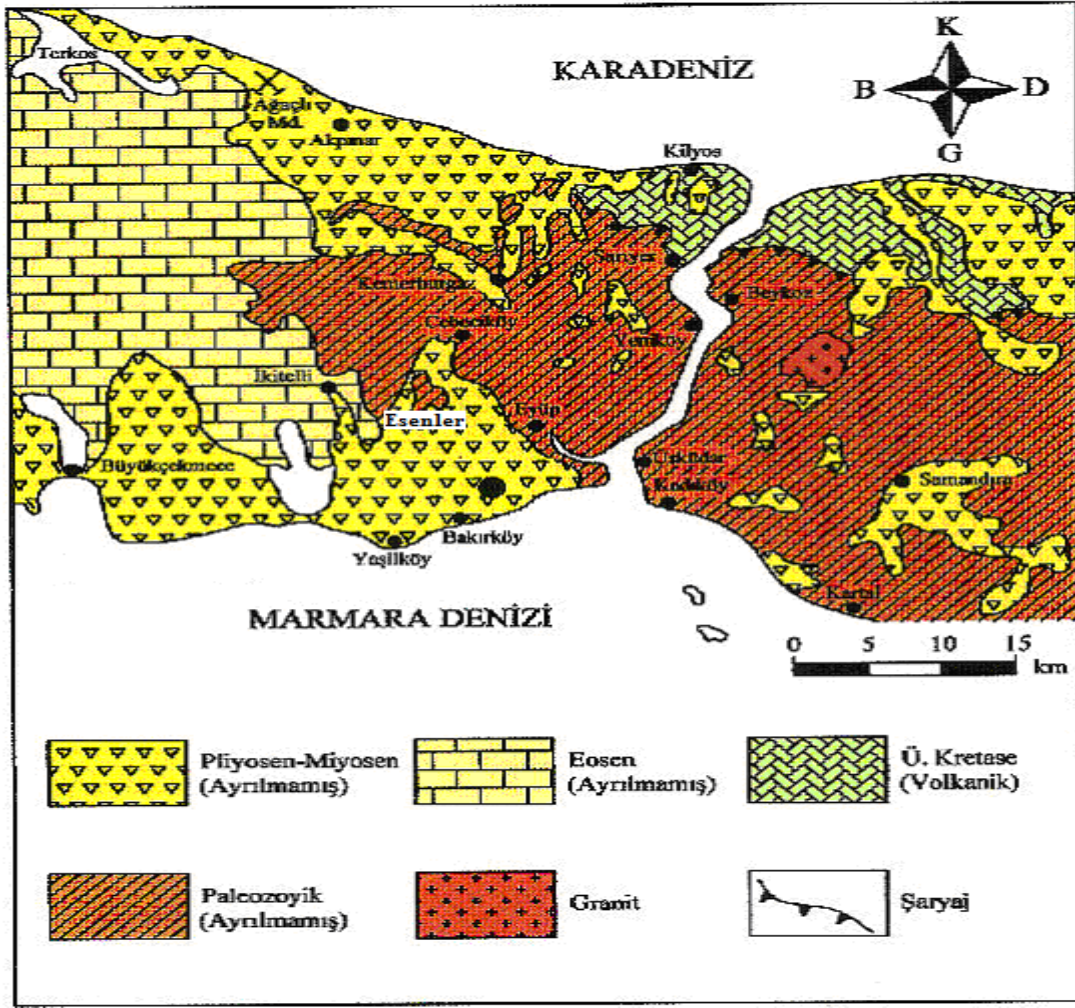 Terkos
KARADENİZ
K
B
D
G
Ağaçlı
Md.
Akpınar
Kilyos
Sarıyer
Kemerburgaz
Beykoz
Cebeciköy
Yeniköy
İkitelli
Esenler
Eyüp
Büyükçekmece
Üsküdar
Kadıköy
Samandıra
Bakırköy
Yaşilköy
Kartal
MARMARA DENİZİ
0 5 10 15
km
Pliyosen-Miyosen
(Ayrılmamış)
Eosen
(Ayrılmamış)
Ü. Kretase
(Volkanik)
Paleozoyik
(Ayrılmamış)
Granit
Şaryaj